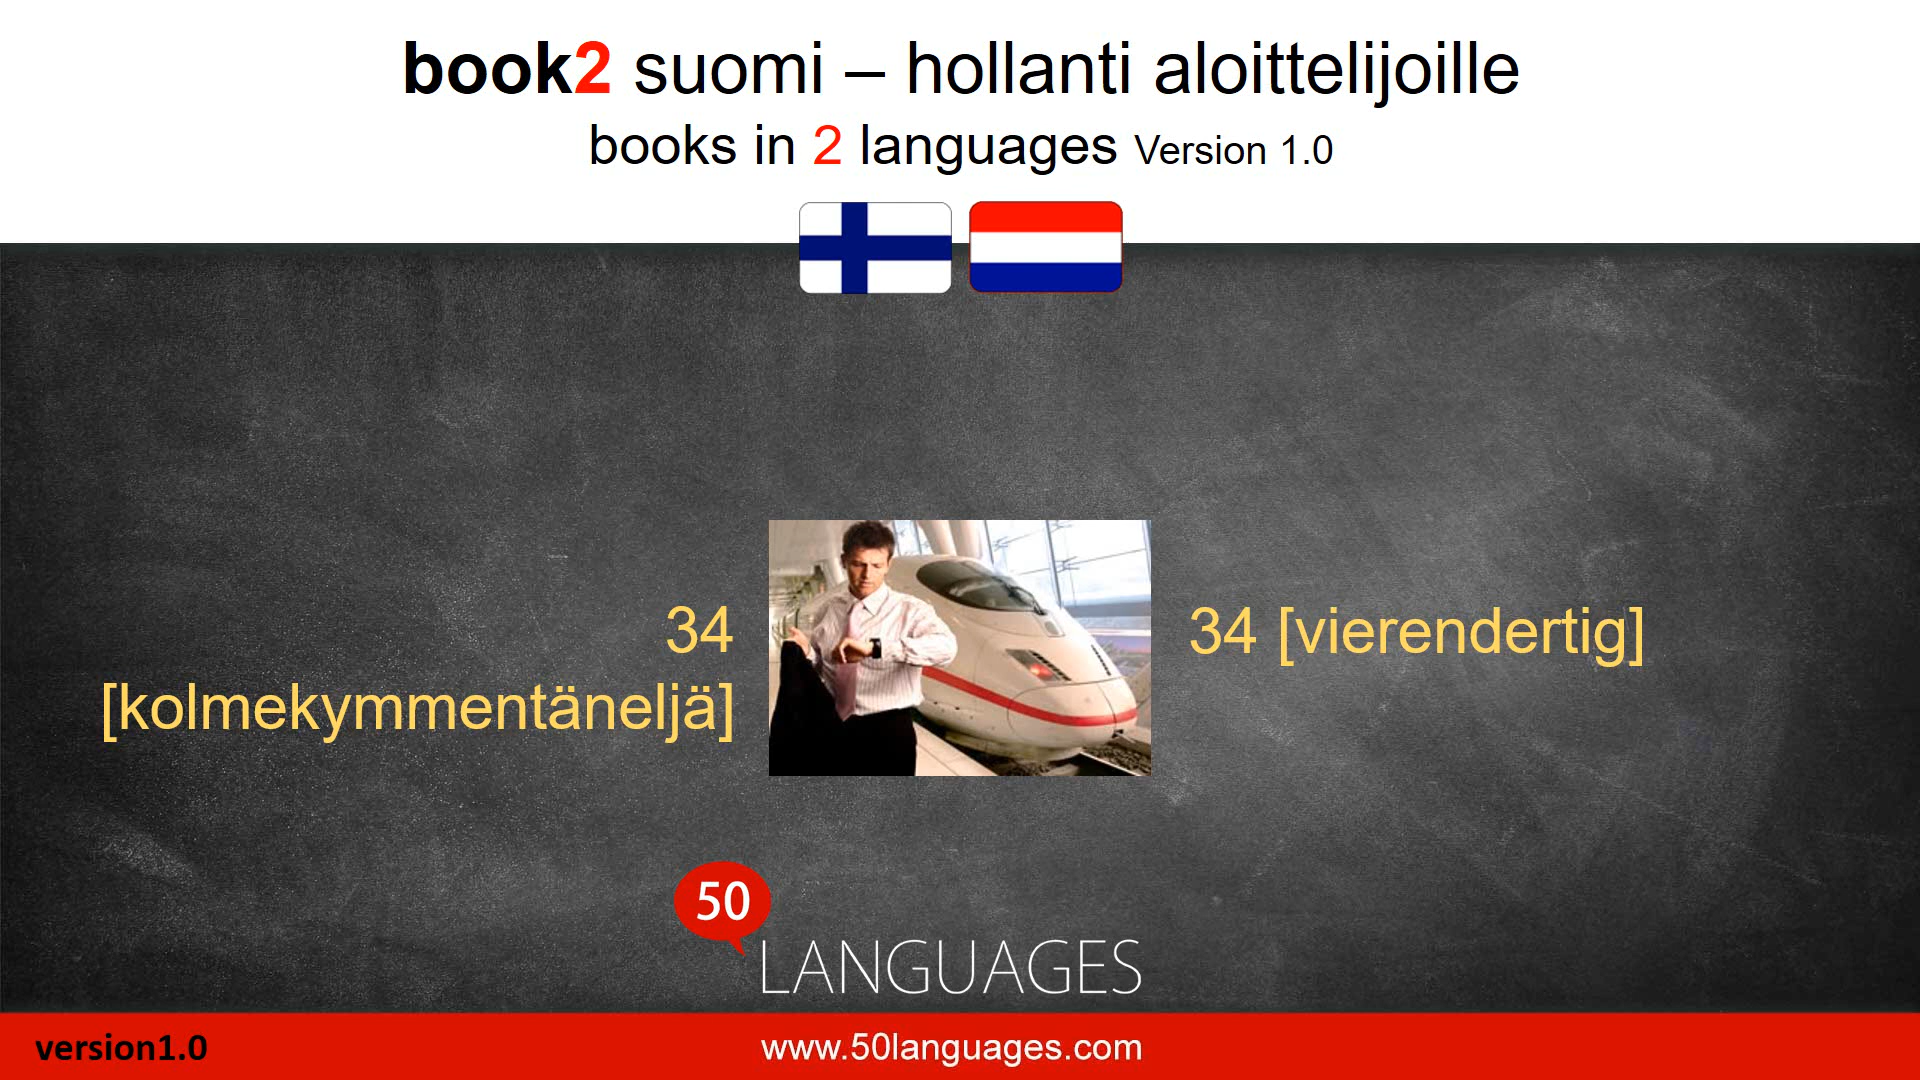 book2 suomi – hollanti aloittelijoille
books in 2 languages Version 1.0
34
[kolmekymmentäneljä]
34 [vierendertig]
50
LANGUAGES
version1.0
www.50languages.com